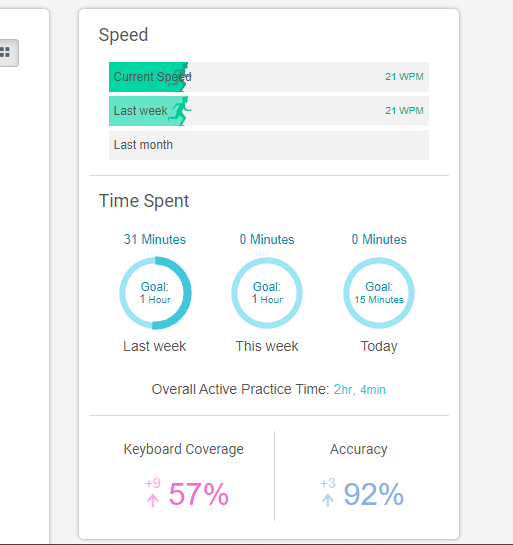 Speed
Current Speed 21 WPM
Last week 21 WPM
Last month
Time Spent
31 Minutes 0 Minutes 0 Minutes
Goal: Goal: Goal:
1 Hour 1 Hour 15 Minutes
Last week This week Today
Overall Active Practice Time: 2hr, 4min
Keyboard Coverage Accuracy
+9 57% +3 92%